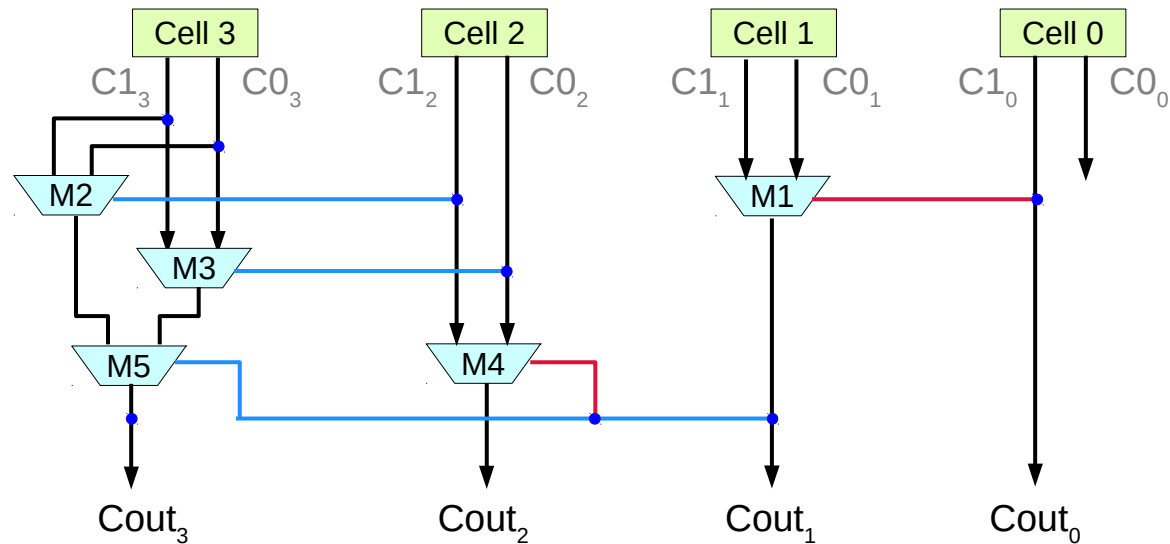 Cell 3 Cell 2 Cell 1 Cell 0
C1₃ C0₃ C1₂ C0₂ C1₁ C0₁ C1₀ C0₀
M2 M1
M3
M5 M4
Cout₃ Cout₂ Cout₁ Cout₀